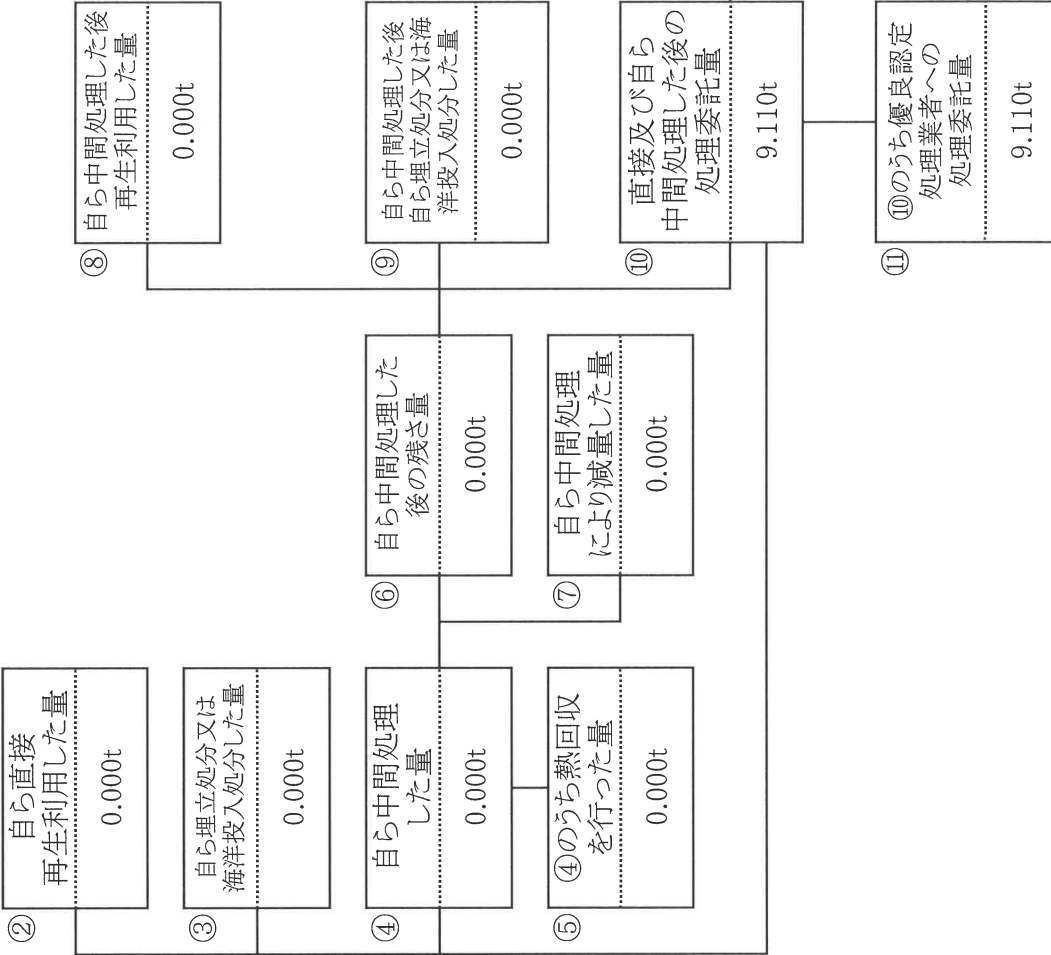 ②
自ら直接
再生利用した量
0.000t
③
自ら埋立処分又は
海洋投入処分した量
0.000t
④
自ら中間処理
した量
0.000t
⑤
④のうち熱回収
を行った量
0.000t
⑥
自ら中間処理した
後の残さ量
0.000t
⑦
自ら中間処理
により減量した量
0.000t
⑧
自ら中間処理した後
再生利用した量
0.000t
⑨
自ら中間処理した後
自ら埋立処分又は海
洋投入処分した量
0.000t
⑩
直接及び自ら
中間処理した後の
処理委託量
9.110t
⑪
⑩のうち優良認定
処理業者への
処理委託量
9.110t